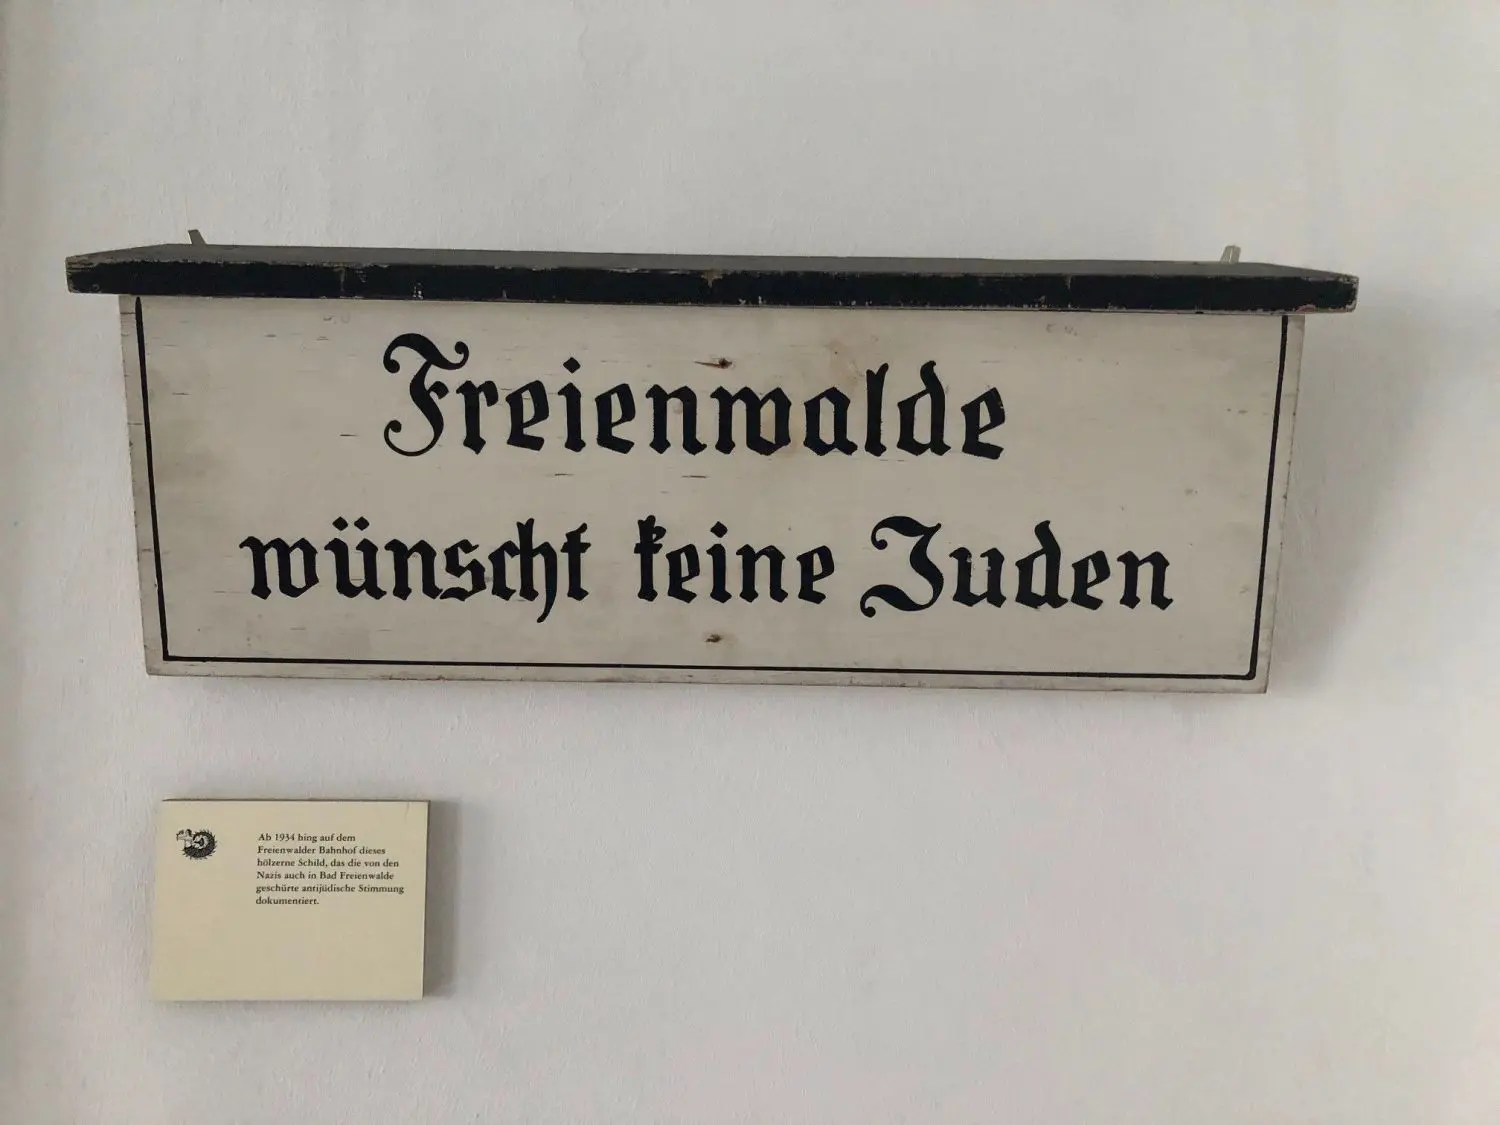 Freienwalde
wünscht keine Juden
Ab 1934 hing auf dem
Freienwalder Bahnhof dieses
hölzerne Schild, das die von den
Nazis auch in Bad Freienwalde
geschürte antijüdische Stimmung
dokumentiert.